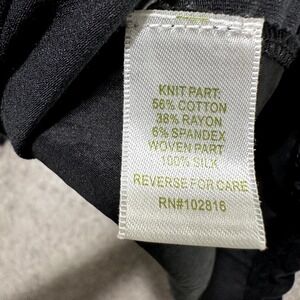 KNIT PART:
56% COTTON
38% RAYON
6% SPANDEX
WOVEN PART
100% SILK
REVERSE FOR CARE
RN#102816